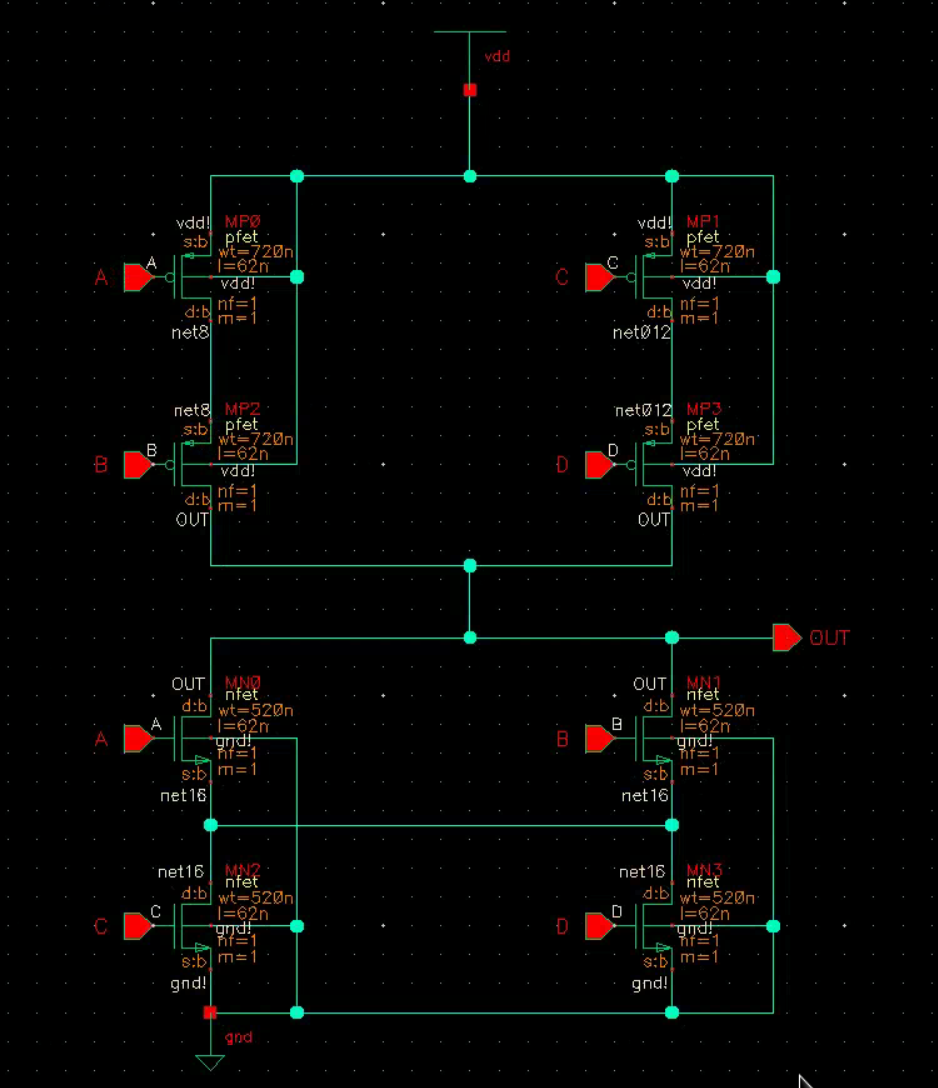 vdd
vdd! MP0
s:b pfet
wt=720n
A A l=62n
vdd!
d:b nf=1
m=1
net8
vdd! MP1
s:b pfet
wt=720n
C C l=62n
vdd!
d:b nf=1
m=1
net012
net8 MP2
s:b pfet
wt=720n
B B l=62n
vdd!
d:b nf=1
m=1
OUT
net012 MP3
s:b pfet
wt=720n
D D l=62n
vdd!
d:b nf=1
m=1
OUT
OUT
OUT MN0
d:b nfet
wt=520n
A A l=62n
gnd!
nf=1
s:b m=1
net16
OUT MN1
d:b nfet
wt=520n
B B l=62n
gnd!
nf=1
s:b m=1
net16
net16 MN2
d:b nfet
wt=520n
C C l=62n
gnd!
nf=1
s:b m=1
gnd!
net16 MN3
d:b nfet
wt=520n
D D l=62n
gnd!
nf=1
s:b m=1
gnd!
gnd